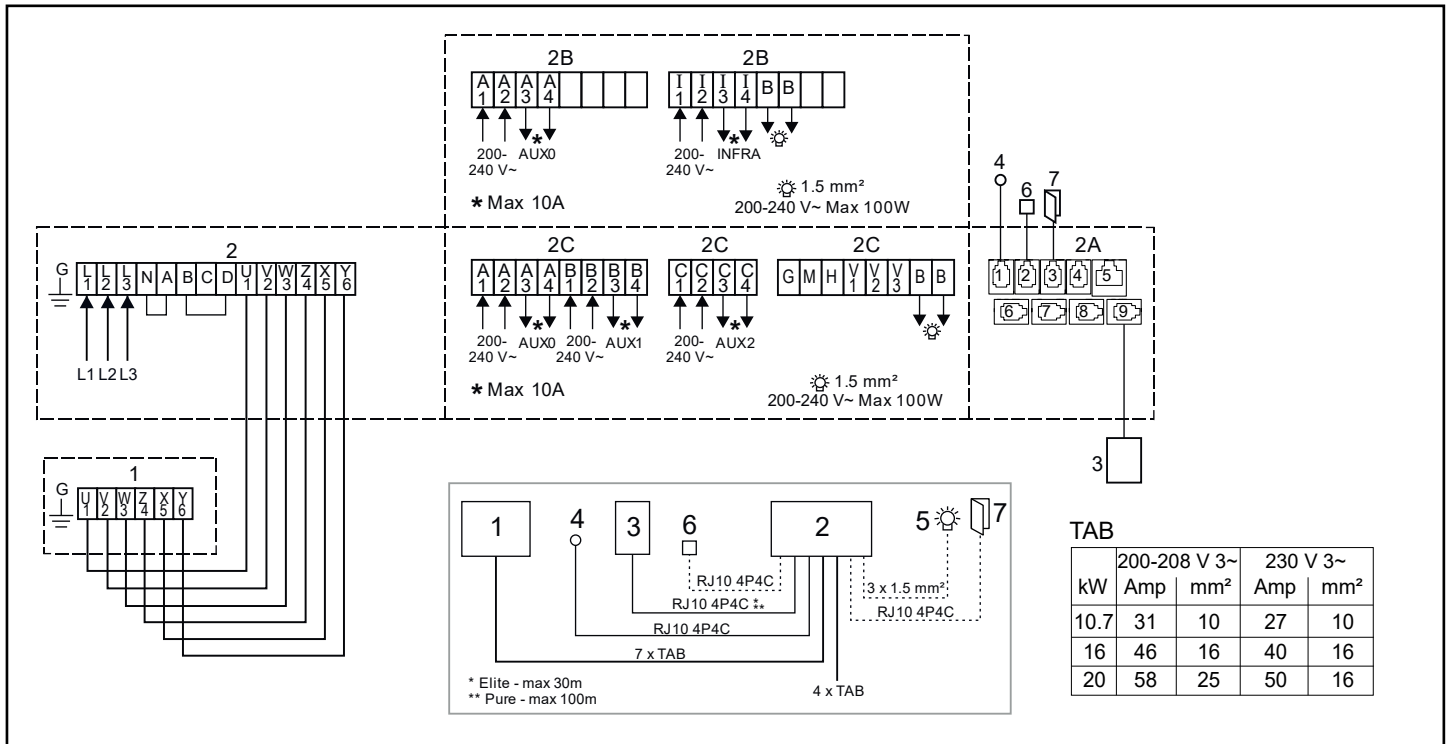 2B 2B
A1 A2 A3 A4
I1 I2 I3 I4 B B
200-240 V~ * AUX0
200-240 V~ * INFRA
* Max 10A
1.5 mm²
200-240 V~ Max 100W
4 6 7
2A
1 2 3 4 5
6 7 8 9
3
2
G L1 L2 L3 N A B C D U1 V2 W3 Z4 X5 Y6
L1 L2 L3
2C 2C 2C
A1 A2 A3 A4 B1 B2 B3 B4
C1 C2 C3 C4
G M H V1 V2 V3 B B
200-240 V~ * AUX0 200-240 V~ * AUX1
200-240 V~ * AUX2
* Max 10A
1.5 mm²
200-240 V~ Max 100W
1
G U1 V2 W3 Z4 X5 Y6
1 4 3 6 2 5 7
RJ10 4P4C
3 x 1.5 mm²
RJ10 4P4C * **
RJ10 4P4C
RJ10 4P4C
7 x TAB
4 x TAB
* Elite - max 30m
** Pure - max 100m
TAB
200-208 V 3~ 230 V 3~
kW Amp mm² Amp mm²
10.7 31 10 27 10
16 46 16 40 16
20 58 25 50 16